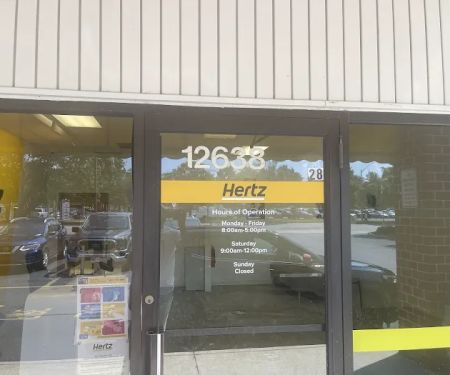 12638
28
Hertz
Hours of Operation
Monday - Friday
8:00am-5:00pm
Saturday
9:00am-12:00pm
Sunday
Closed
Hertz